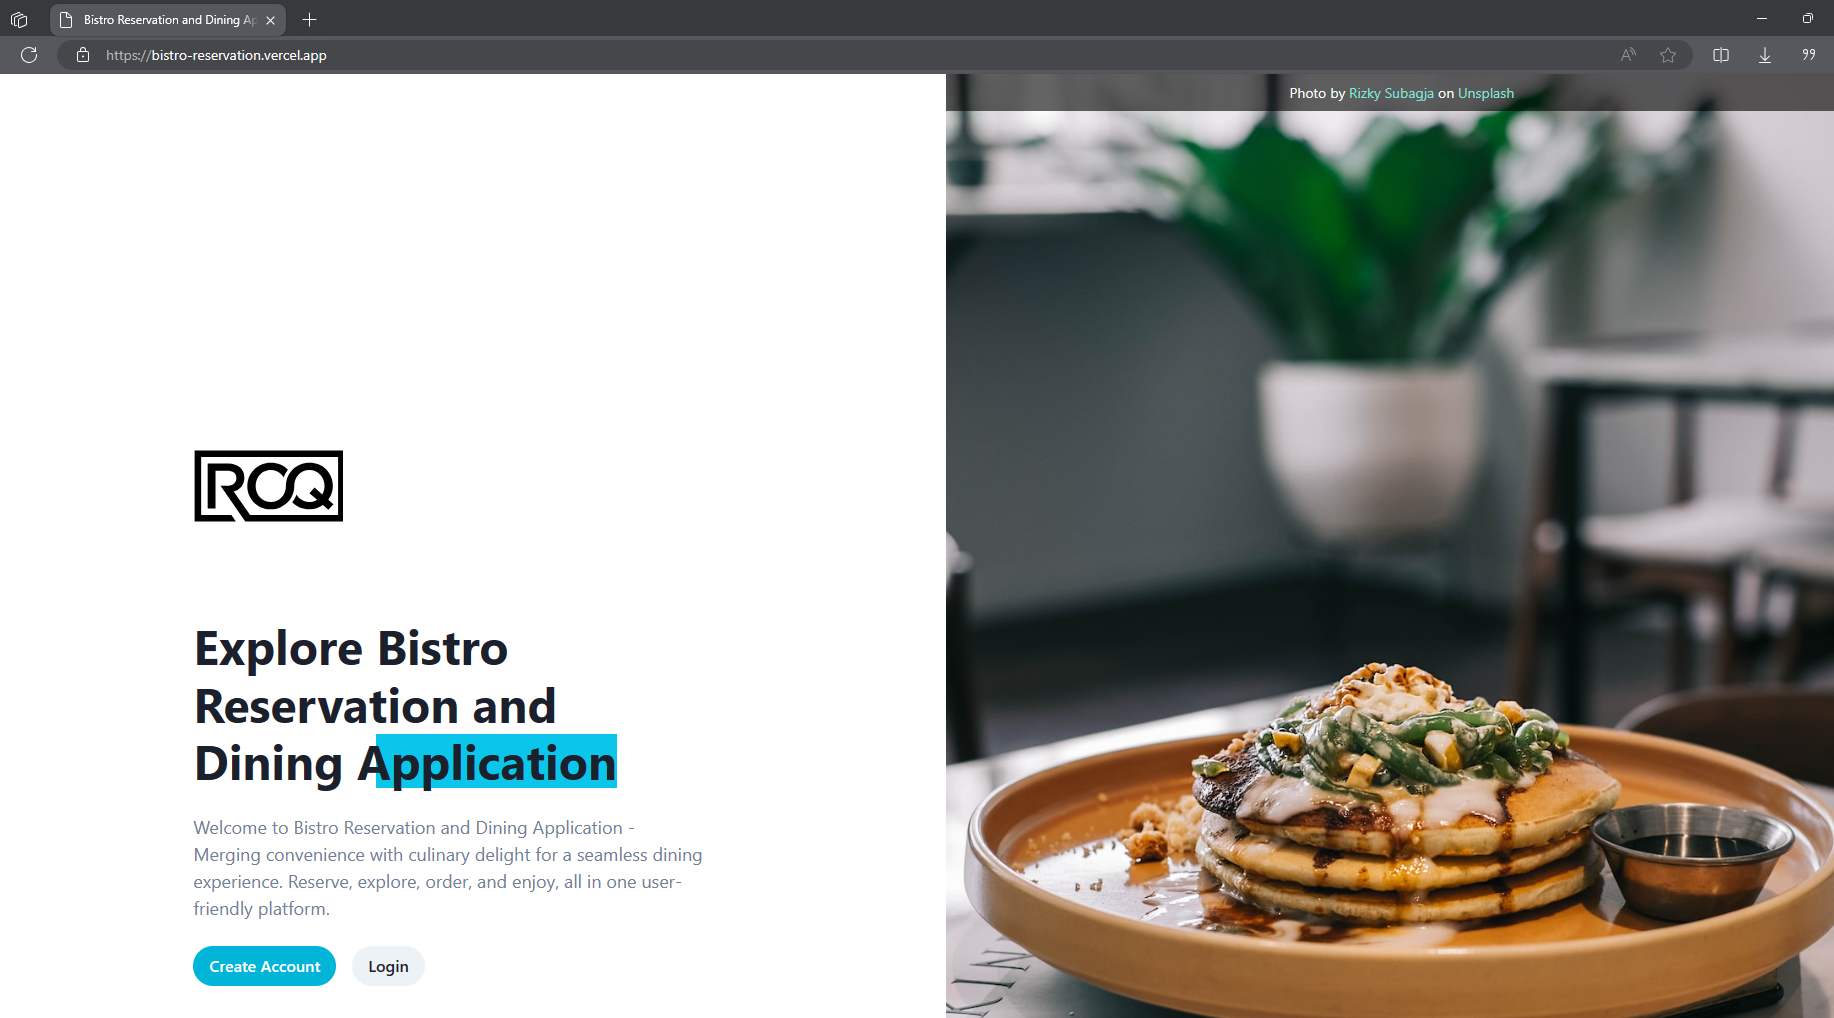 Bistro Reservation and Dining Ap
https://bistro-reservation.vercel.app
Photo by Rizky Subagja on Unsplash
ROQ
Explore Bistro
Reservation and
Dining Application
Welcome to Bistro Reservation and Dining Application -
Merging convenience with culinary delight for a seamless dining
experience. Reserve, explore, order, and enjoy, all in one user-
friendly platform.
Create Account
Login